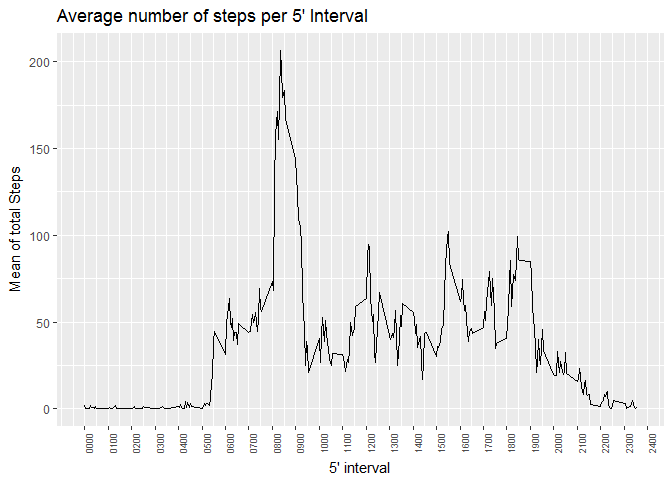 Average number of steps per 5' Interval
Mean of total Steps
200
150
100
50
0
0000 0100 0200 0300 0400 0500 0600 0700 0800 0900 1000 1100 1200 1300 1400 1500 1600 1700 1800 1900 2000 2100 2200 2300 2400
5' interval